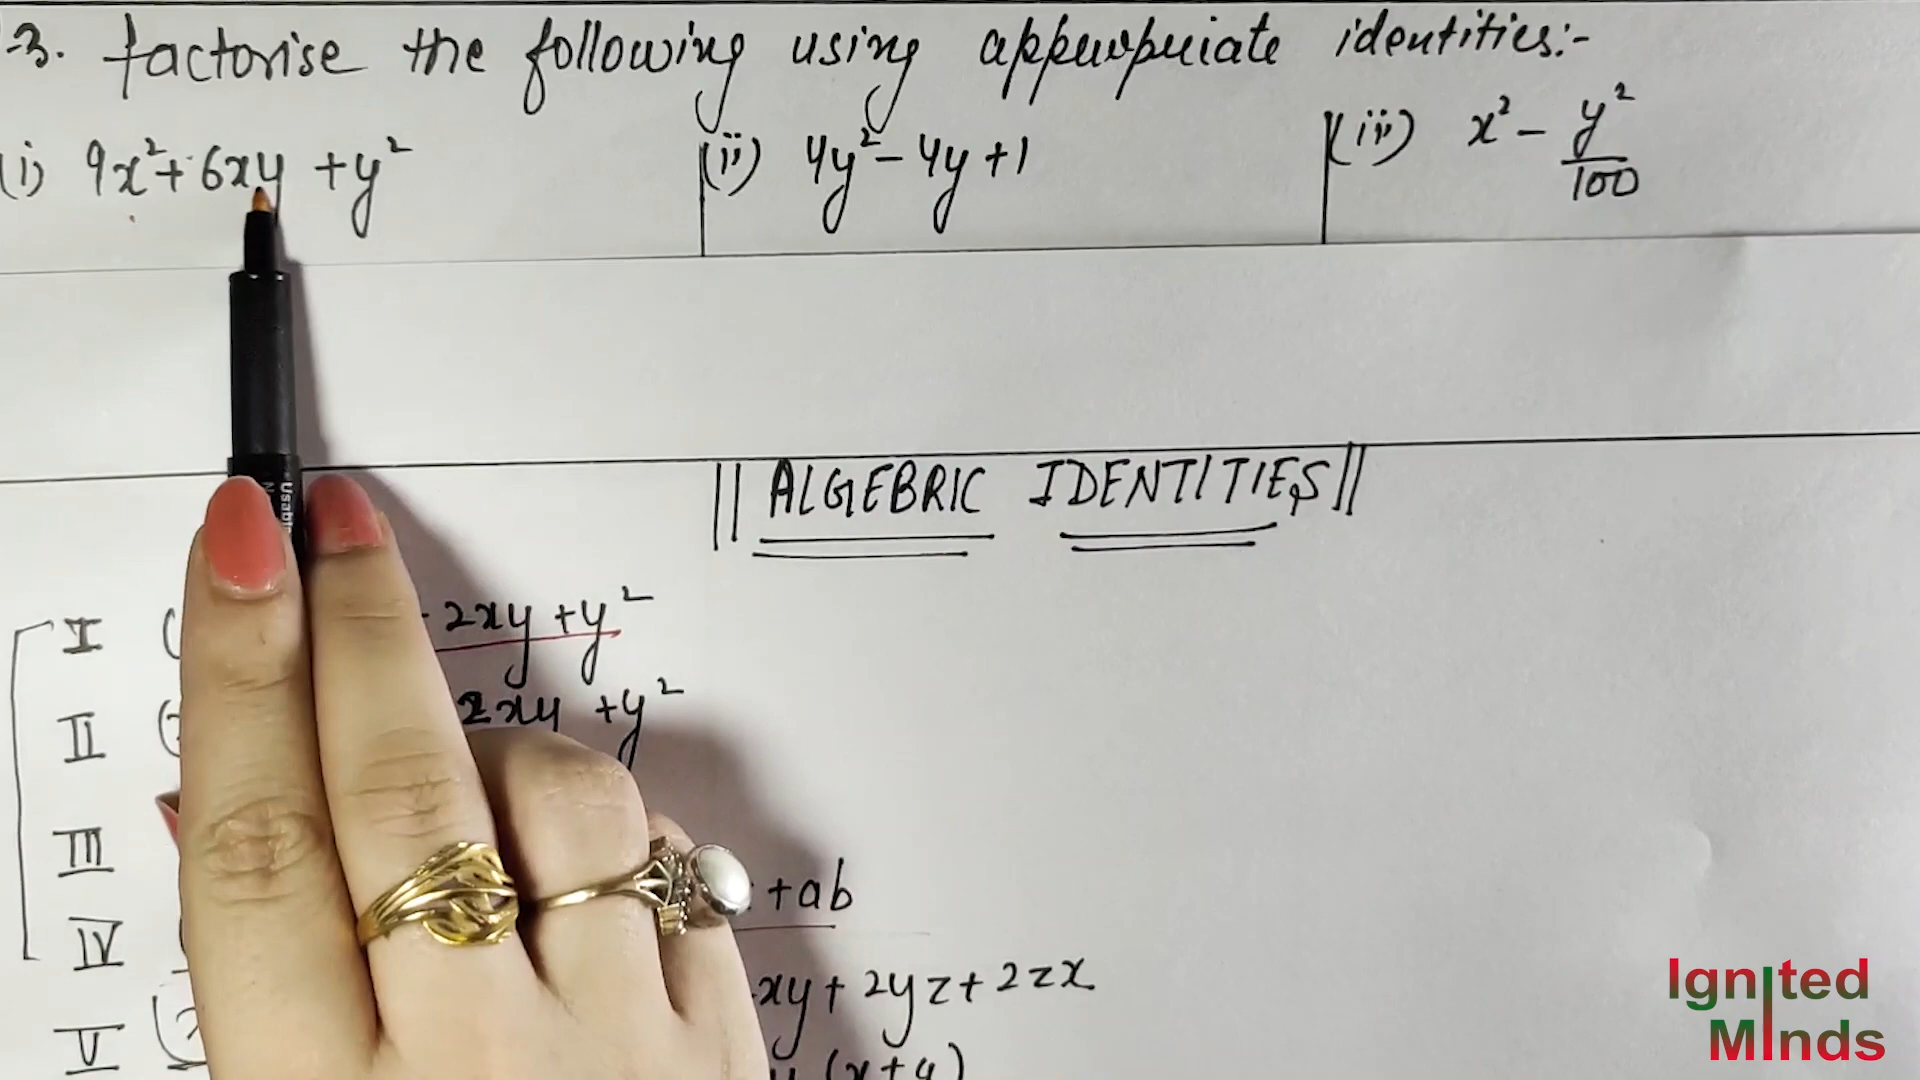 3. factorise the following using appropriate identities:-
(i) 9x²+6xy+y² (ii) 4y²-4y+1 (iii) x²-y²/100
|| ALGEBRIC IDENTITIES ||
I 2xy+y²
II 2xy+y²
III
IV +ab
V xy+2yz+2zx
(x+y)
Usable
Ignited
Minds